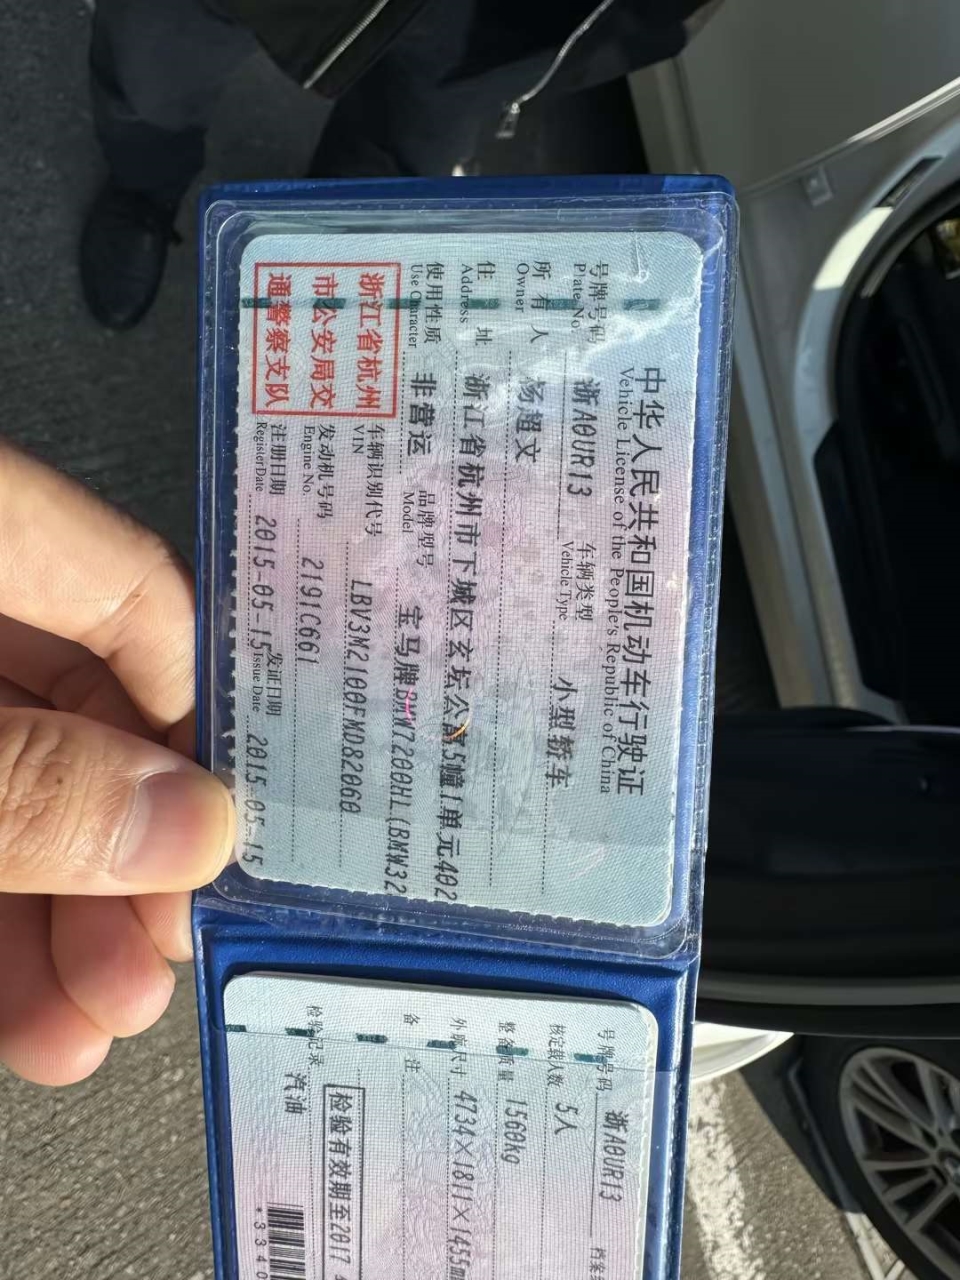 中华人民共和国机动车行驶证
Vehicle License of the People's Republic of China
号牌号码 浙A0UR13 车辆类型 小型轿车
Plate No. Vehicle Type
所有人 超文
Owner
住址 浙江省杭州市下城区玄坛公寓5幢1单元402
Address
使用性质 非营运 品牌型号 宝马牌BMW7200HL(BMW32
Use Character Model
浙江省杭州
市公安局交
通警察支队
车辆识别代号 LBV3M2100FMD82060
VIN
发动机号码 2191C661
Engine No.
注册日期 2015-05-15 发证日期 2015-05-15
Register Date Issue Date
号牌号码 浙A0UR13 档案
核定载人数 5人
整备质量 1560kg
外廓尺寸 4734×1811×1455m
备注
检验有效期至2017
检验记录 汽油
*3340